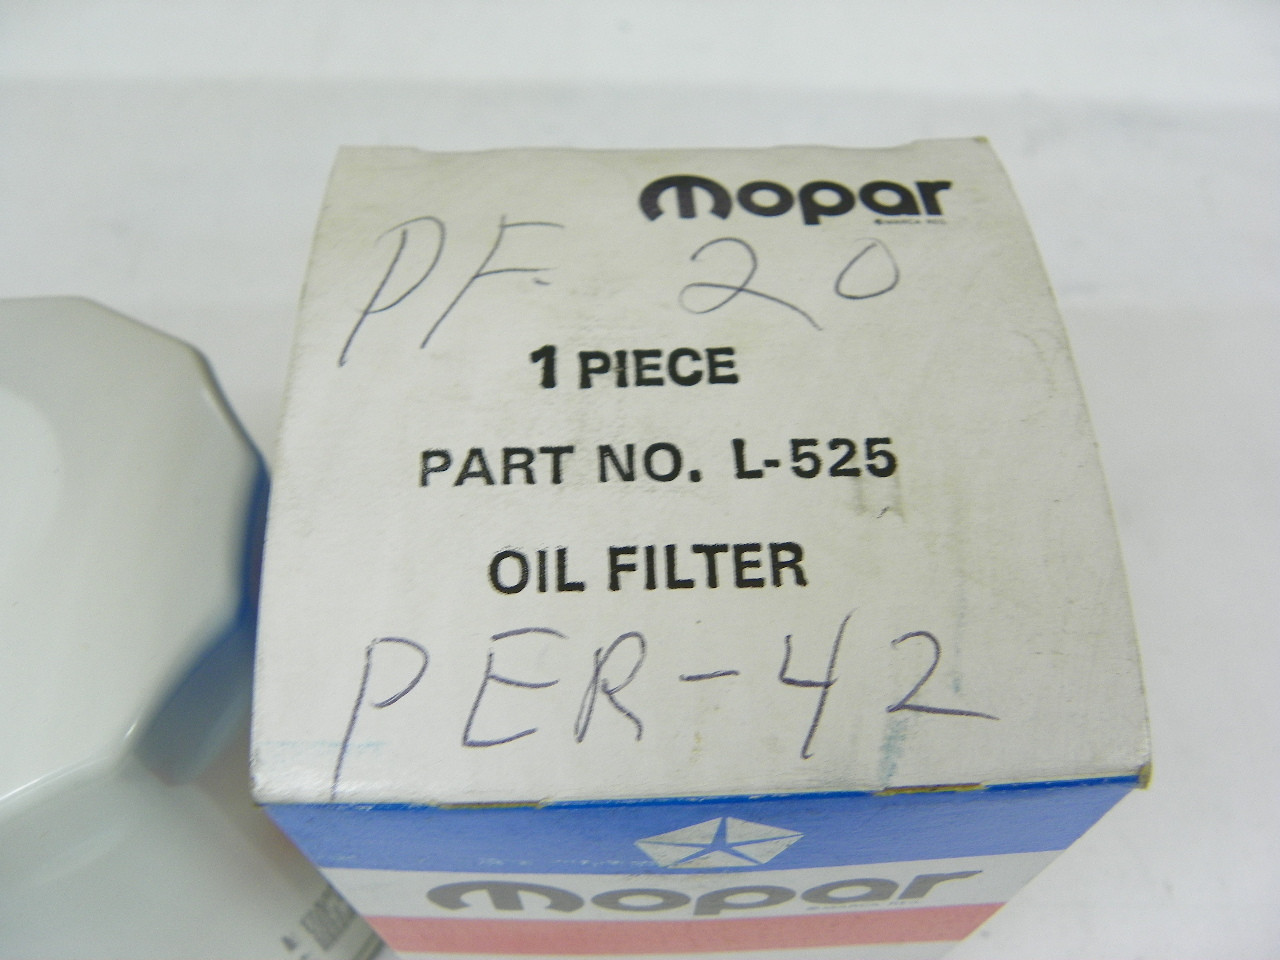 mopar
PF. 20
1 PIECE
PART NO. L-525
OIL FILTER
PER-42
mopar